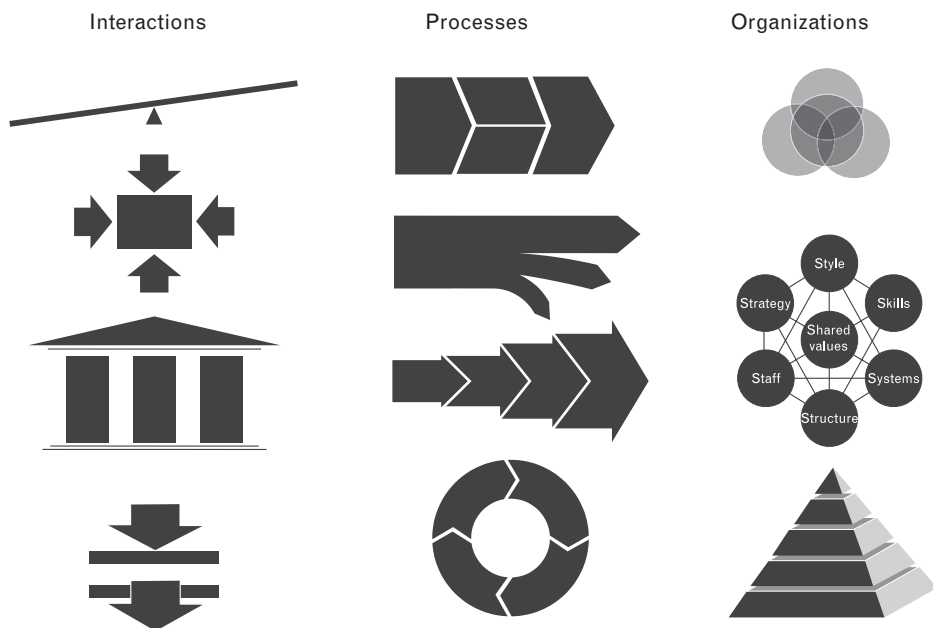 Interactions
Processes
Organizations
Style
Strategy
Skills
Shared
values
Staff
Systems
Structure